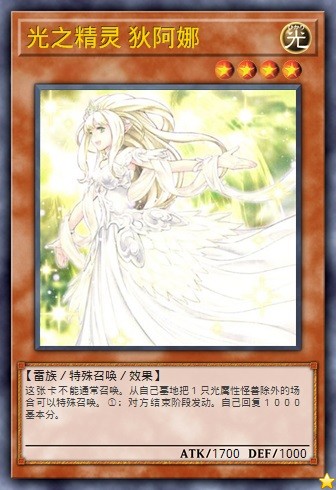 光之精灵 狄阿娜
光
【雷族／特殊召唤／效果】
这张卡不能通常召唤。从自己墓地把１只光属性怪兽除外的场
合可以特殊召唤。①：对方结束阶段发动。自己回复１０００
基本分。
ATK/1700 DEF/1000